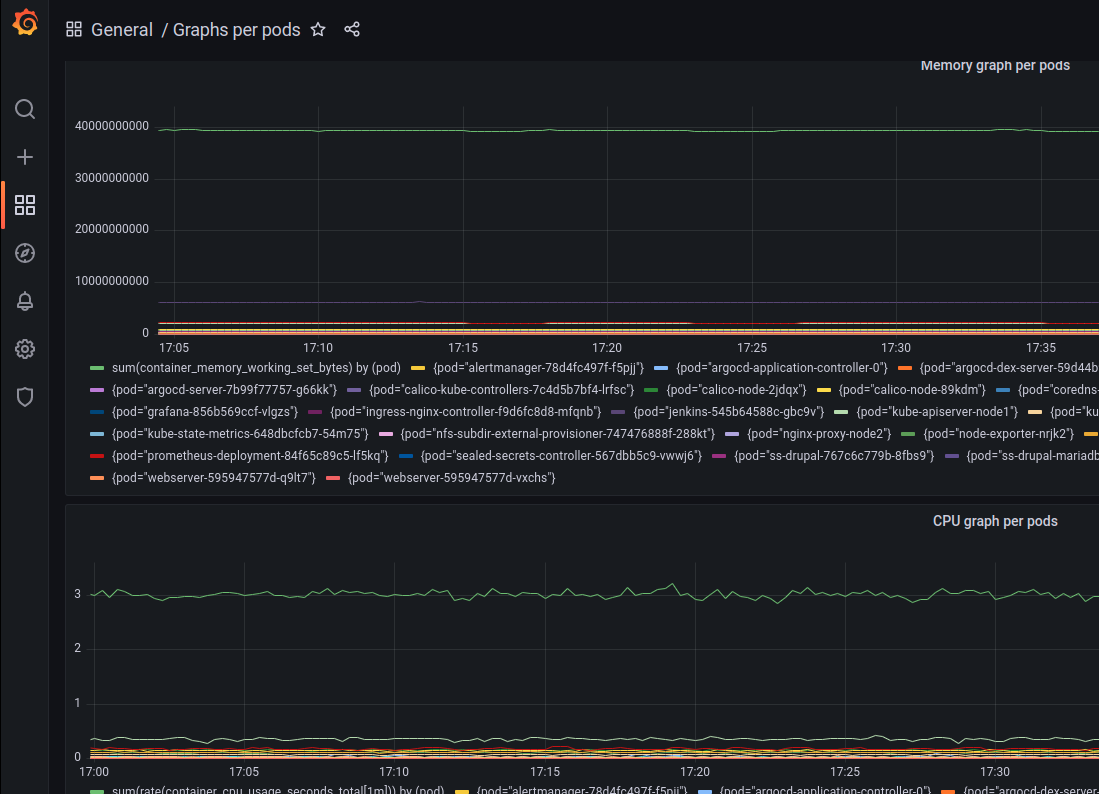 General / Graphs per pods
Memory graph per pods
40000000000
30000000000
20000000000
10000000000
0
17:05 17:10 17:15 17:20 17:25 17:30 17:35
sum(container_memory_working_set_bytes) by (pod) {pod="alertmanager-78d4fc497f-f5pjj"} {pod="argocd-application-controller-0"} {pod="argocd-dex-server-59d44b
{pod="argocd-server-7b99f77757-g66kk"} {pod="calico-kube-controllers-7c4d5b7bf4-lrfsc"} {pod="calico-node-2jdqx"} {pod="calico-node-89kdm"} {pod="coredns-
{pod="grafana-856b569ccf-vlgzs"} {pod="ingress-nginx-controller-f9d6fc8d8-mfqnb"} {pod="jenkins-545b64588c-gbc9v"} {pod="kube-apiserver-node1"} {pod="ku
{pod="kube-state-metrics-648dbcfcb7-54m75"} {pod="nfs-subdir-external-provisioner-747476888f-288kt"} {pod="nginx-proxy-node2"} {pod="node-exporter-nrjk2"}
{pod="prometheus-deployment-84f65c89c5-lf5kq"} {pod="sealed-secrets-controller-567dbb5c9-vwwj6"} {pod="ss-drupal-767c6c779b-8fbs9"} {pod="ss-drupal-mariadb
{pod="webserver-595947577d-q9lt7"} {pod="webserver-595947577d-vxchs"}
CPU graph per pods
3
2
1
0
17:00 17:05 17:10 17:15 17:20 17:25 17:30
sum(rate(container_cpu_usage_seconds_total[1m])) by (pod) {pod="alertmanager-78d4fc497f-f5pjj"} {pod="argocd-application-controller-0"} {pod="argocd-dex-server-